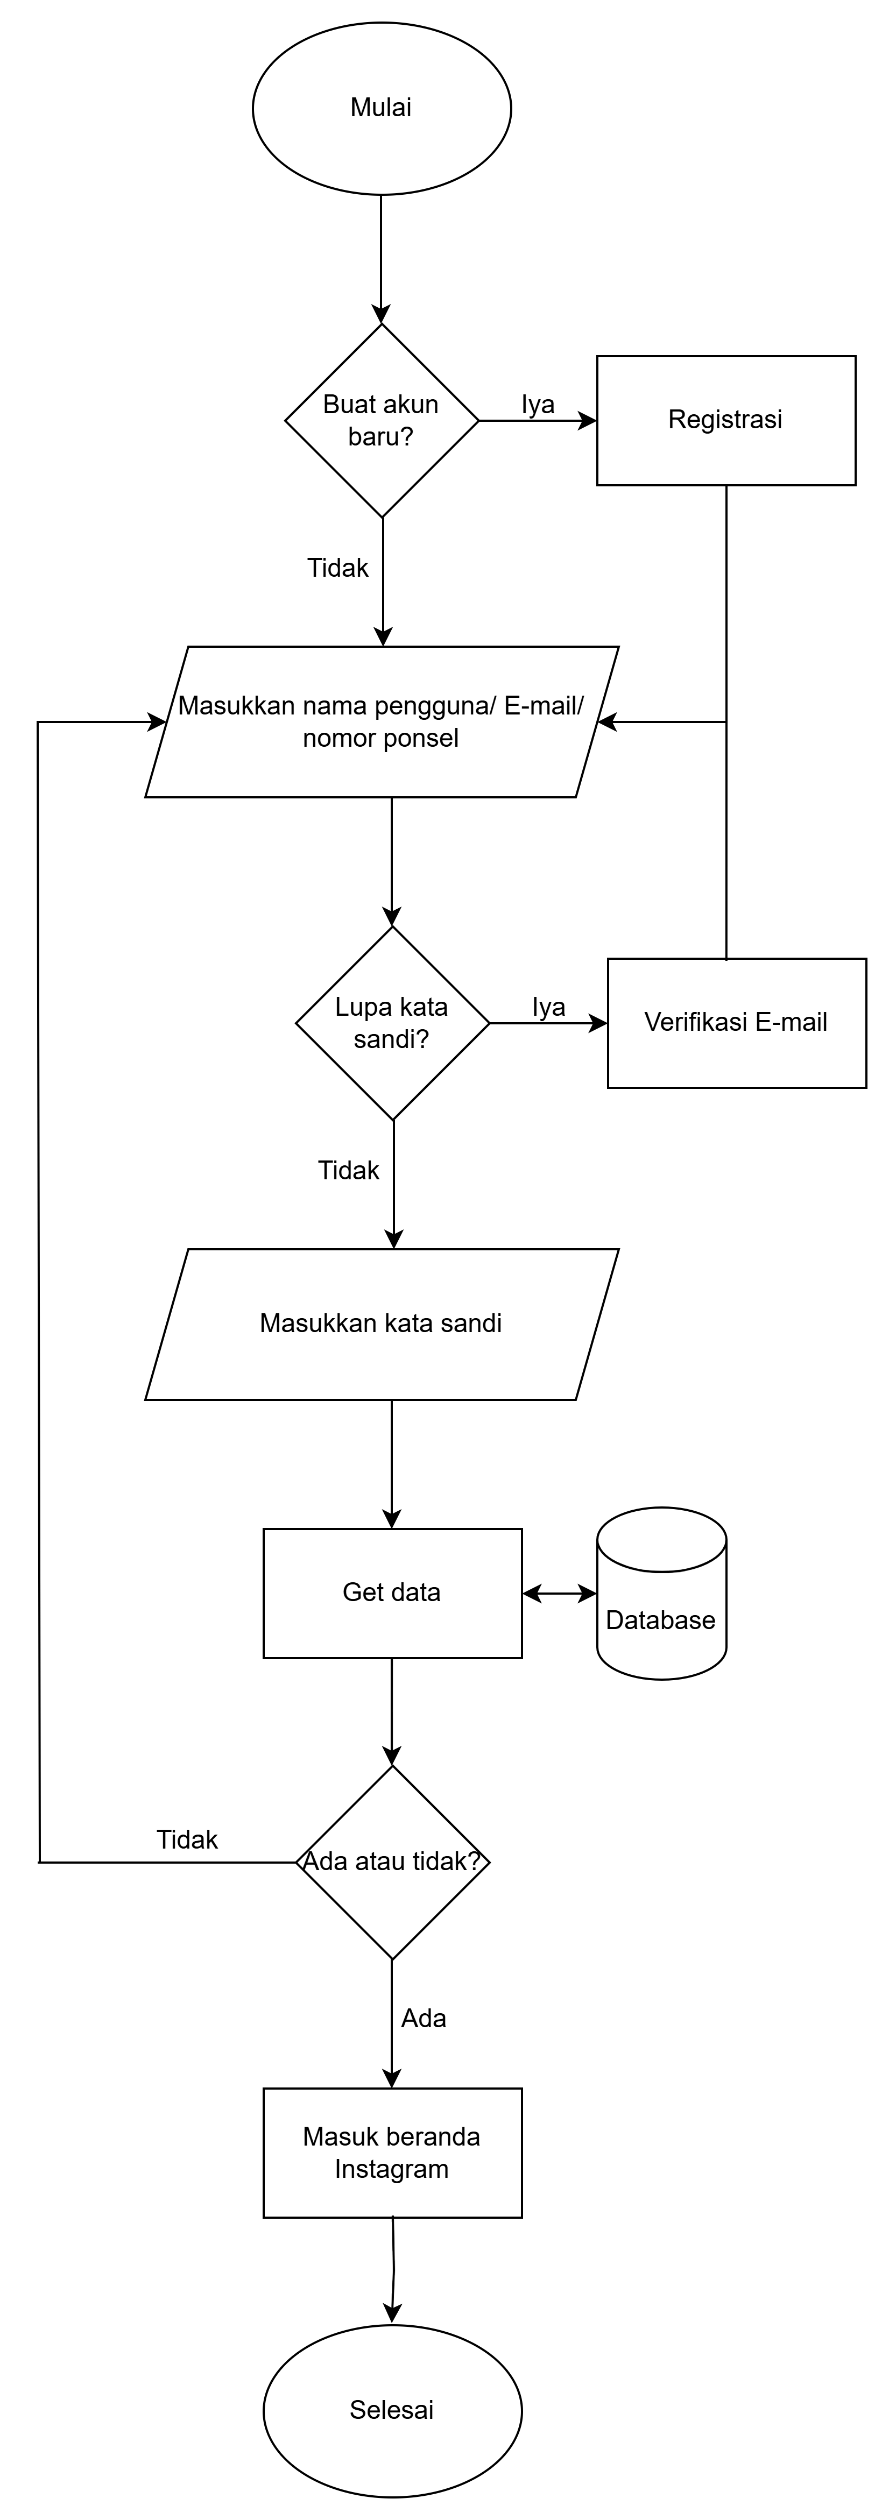 Mulai
Buat akun
baru?
Iya
Registrasi
Tidak
Masukkan nama pengguna/ E-mail/
nomor ponsel
Lupa kata
sandi?
Iya
Verifikasi E-mail
Tidak
Masukkan kata sandi
Get data
Database
Tidak
Ada atau tidak?
Ada
Masuk beranda
Instagram
Selesai